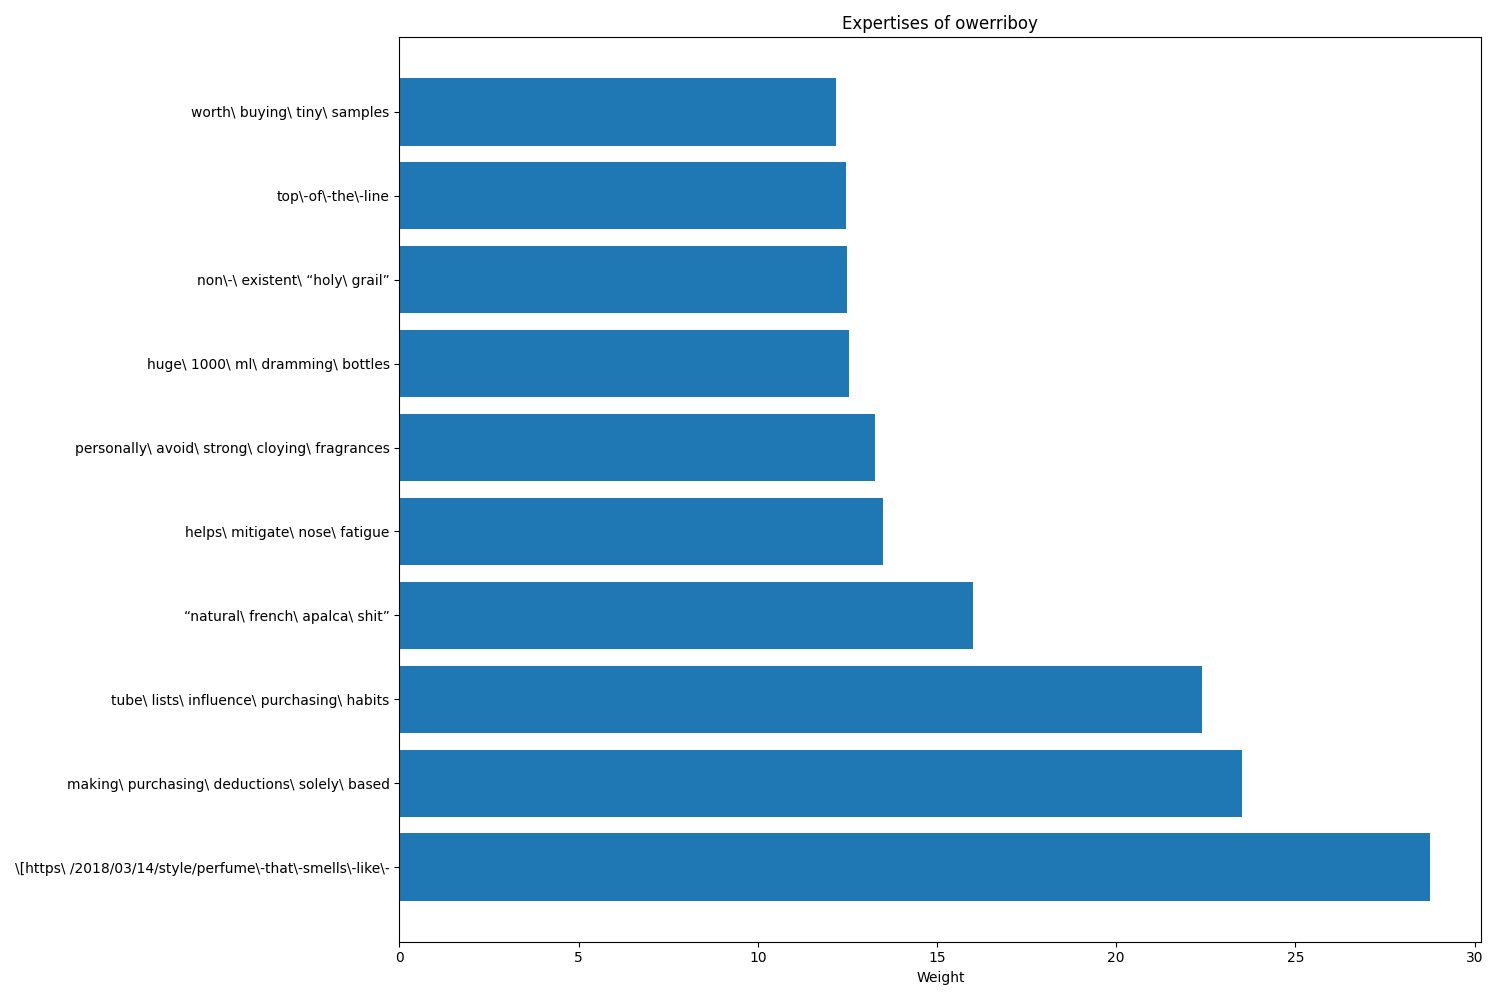 Expertises of owerriboy
worth\ buying\ tiny\ samples
top\-of\-the\-line
non\-\ existent\ “holy\ grail”
huge\ 1000\ ml\ dramming\ bottles
personally\ avoid\ strong\ cloying\ fragrances
helps\ mitigate\ nose\ fatigue
“natural\ french\ apalca\ shit”
tube\ lists\ influence\ purchasing\ habits
making\ purchasing\ deductions\ solely\ based
\[https\ /2018/03/14/style/perfume\-that\-smells\-like\-
0 5 10 15 20 25 30
Weight